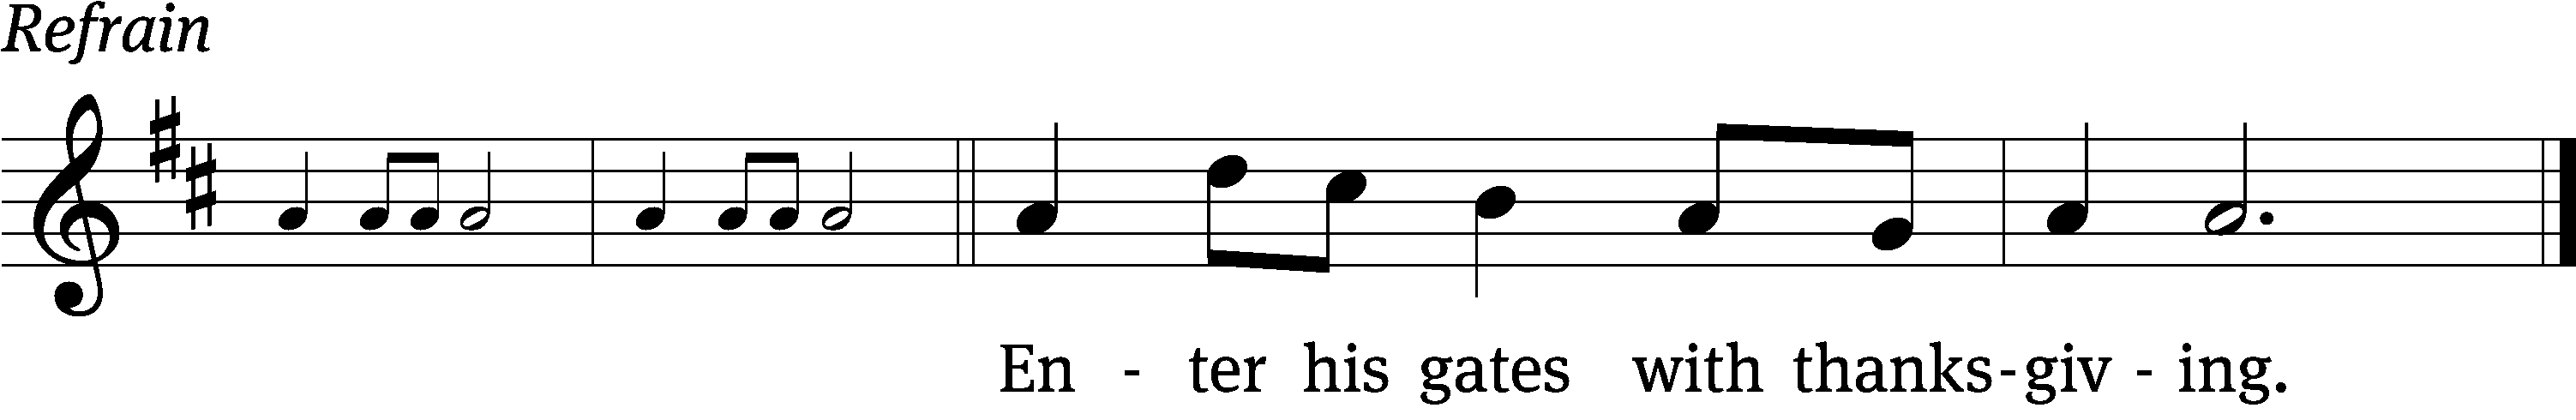 Refrain
En - ter his gates with thanks-giv - ing.